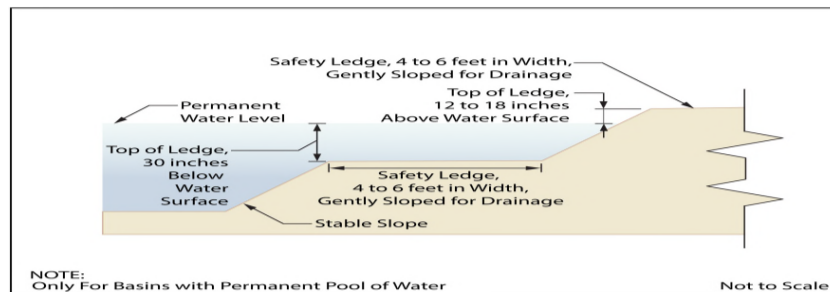 Safety Ledge, 4 to 6 feet in Width,
Gently Sloped for Drainage
Top of Ledge,
12 to 18 inches
Above Water Surface
Permanent
Water Level
Top of Ledge,
30 inches
Below
Water
Surface
Safety Ledge,
4 to 6 feet in Width,
Gently Sloped for Drainage
Stable Slope
NOTE:
Only For Basins with Permanent Pool of Water
Not to Scale